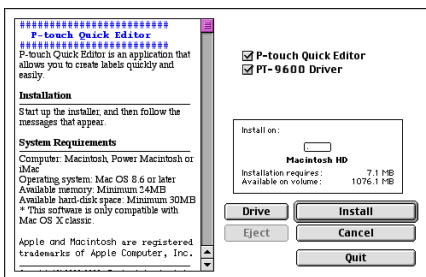 ##########################
P-touch Quick Editor
##########################
P-touch Quick Editor is an application that
allows you to create labels quickly and
easily.
Installation
Start up the installer, and then follow the
messages that appear.
System Requirements
Computer: Macintosh, Power Macintosh or
iMac
Operating system: Mac OS 8.6 or later
Available memory: Minimum 24MB
Available hard-disk space: Minimum 30MB
* This software is only compatible with
Mac OS X classic.
Apple and Macintosh are registered
trademarks of Apple Computer, Inc.
P-touch Quick Editor
PT-9600 Driver
Install on:
Macintosh HD
Installation requires: 7.1 MB
Available on volume: 1076.1 MB
Drive
Install
Eject
Cancel
Quit